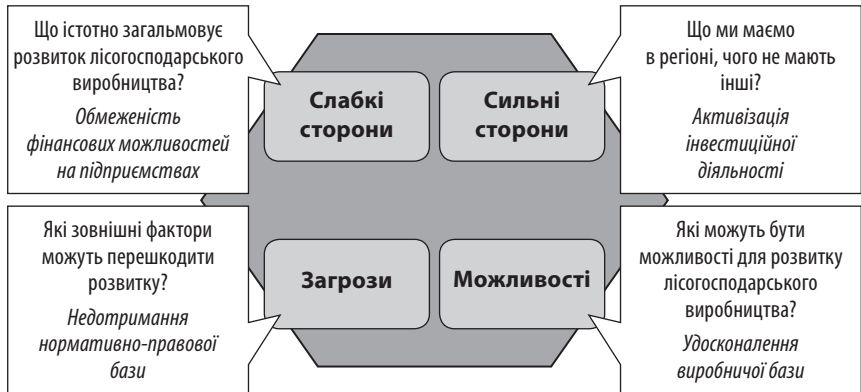 Що істотно загальмовує
розвиток лісогосподарського
виробництва?
Обмеженість
фінансових можливостей
на підприємствах
Слабкі
сторони
Сильні
сторони
Що ми маємо
в регіоні, чого не мають
інші?
Активізація
інвестиційної
діяльності
Які зовнішні фактори
можуть перешкодити
розвитку?
Недотримання
нормативно-правової
бази
Загрози
Можливості
Які можуть бути
можливості для розвитку
лісогосподарського
виробництва?
Удосконалення
виробничої бази